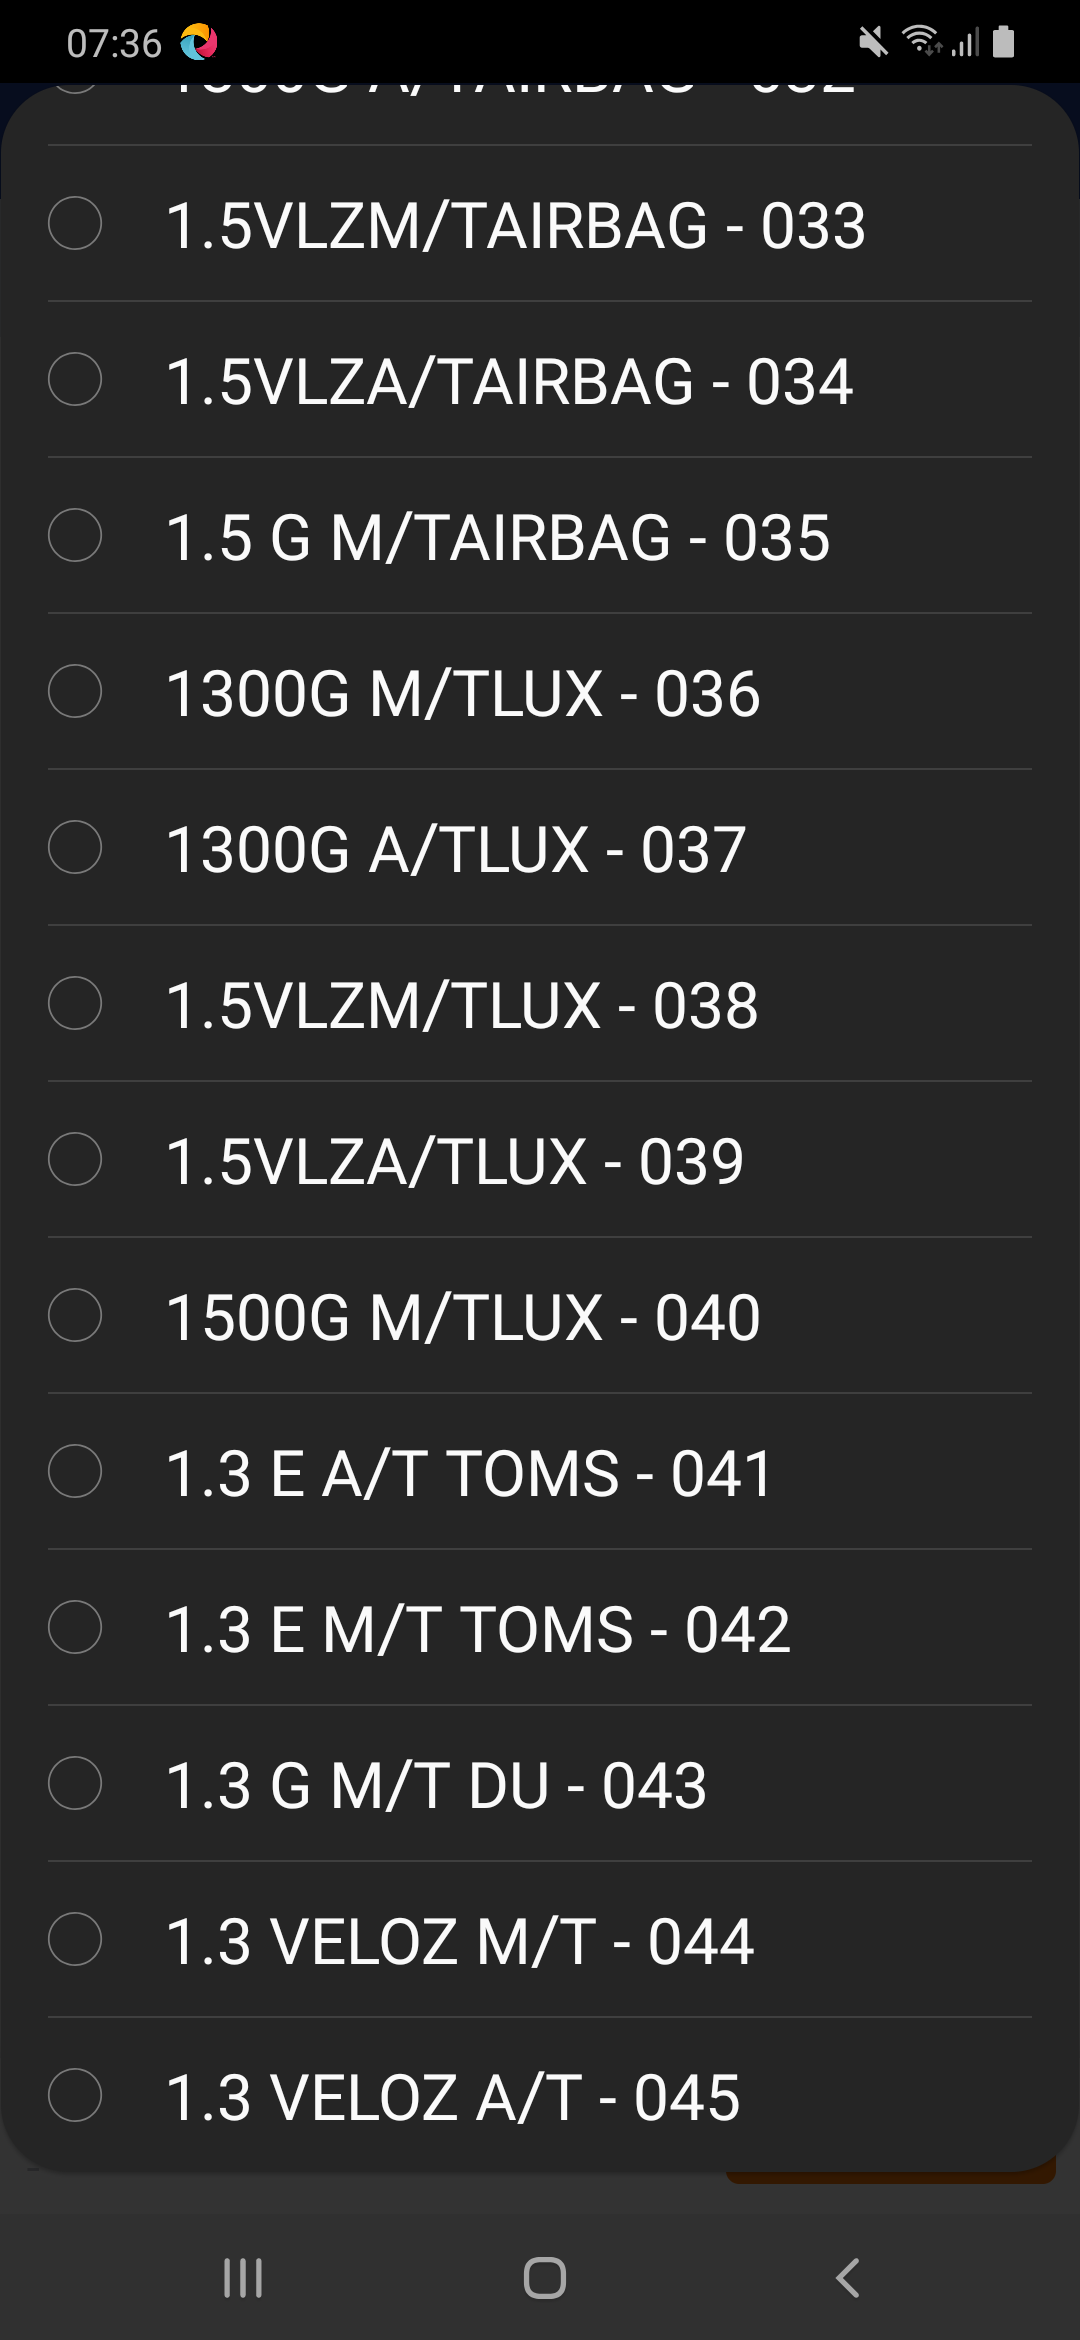 07:36
1.5VLZM/TAIRBAG - 033
1.5VLZA/TAIRBAG - 034
1.5 G M/TAIRBAG - 035
1300G M/TLUX - 036
1300G A/TLUX - 037
1.5VLZM/TLUX - 038
1.5VLZA/TLUX - 039
1500G M/TLUX - 040
1.3 E A/T TOMS - 041
1.3 E M/T TOMS - 042
1.3 G M/T DU - 043
1.3 VELOZ M/T - 044
1.3 VELOZ A/T - 045